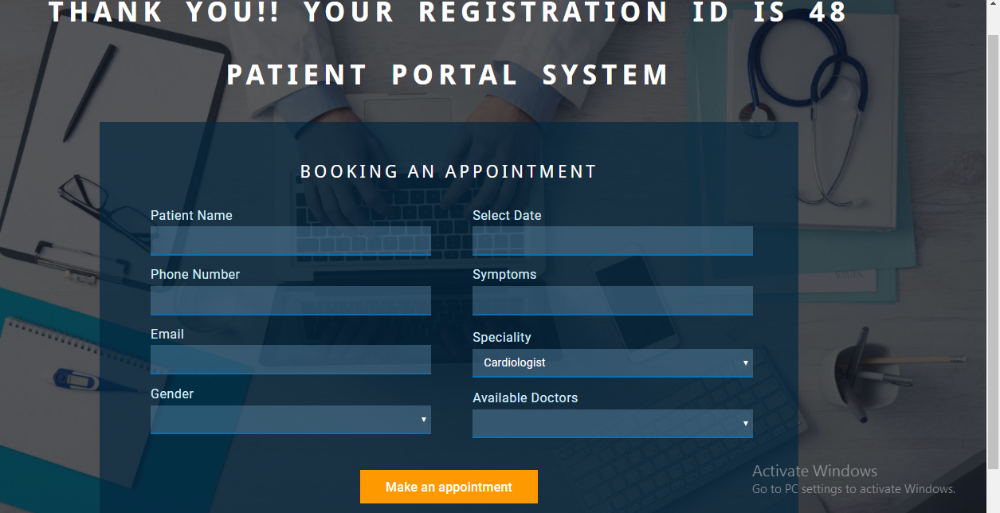 THANK YOU!! YOUR REGISTRATION ID IS 48
PATIENT PORTAL SYSTEM
BOOKING AN APPOINTMENT
Patient Name
Select Date
Phone Number
Symptoms
Email
Speciality
Cardiologist
Gender
Available Doctors
Make an appointment
Activate Windows
Go to PC settings to activate Windows.